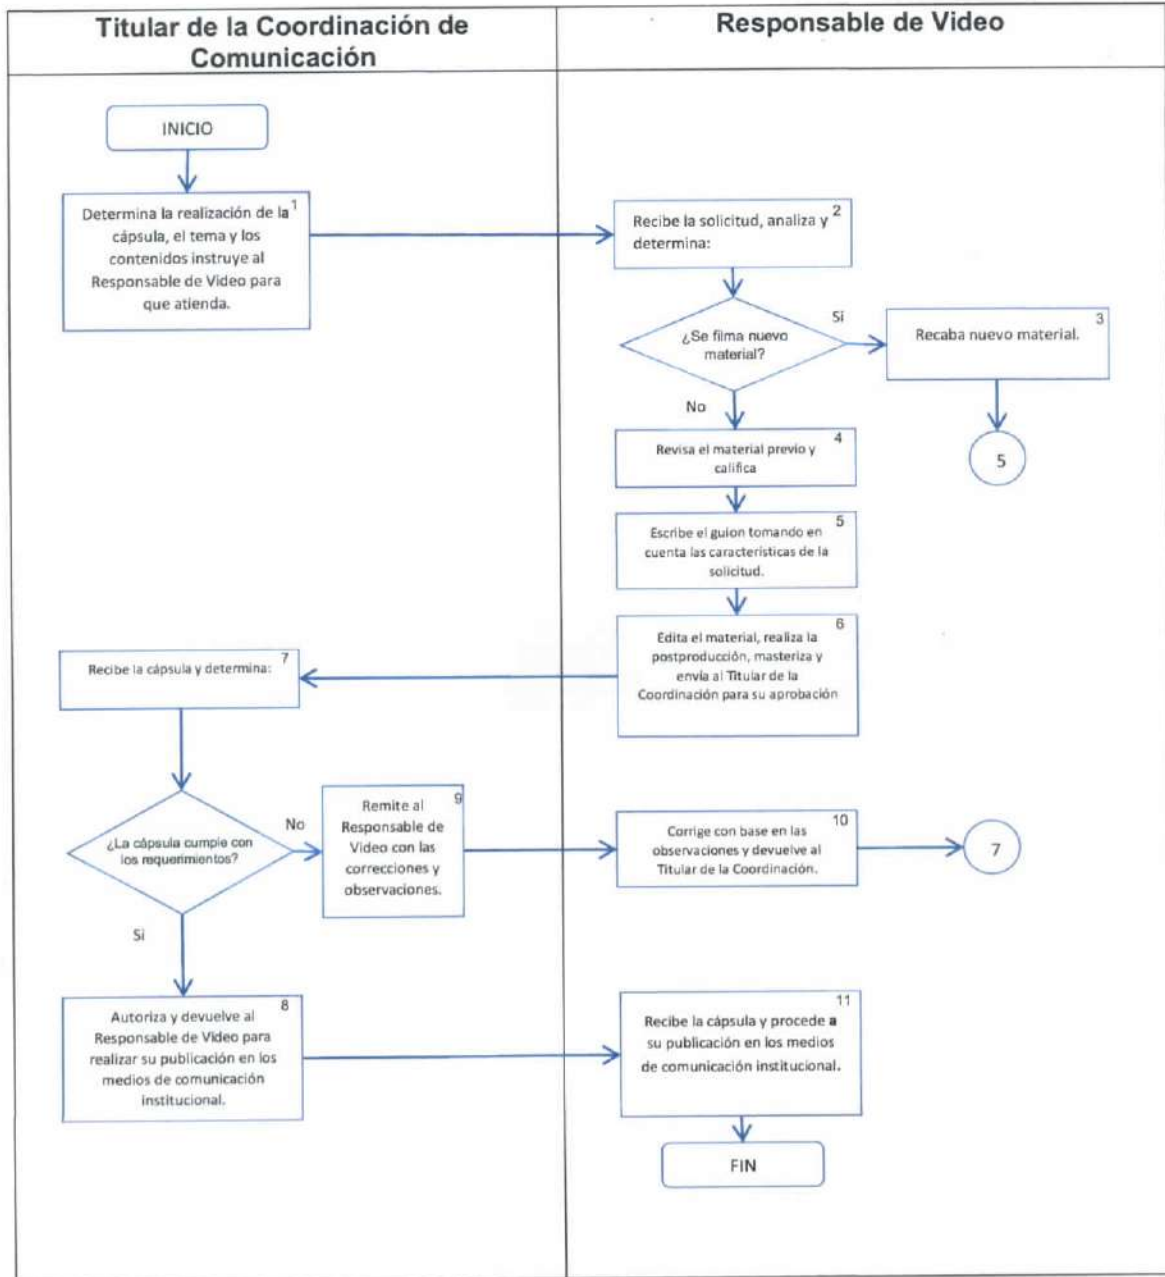 Titular de la Coordinación de
Comunicación
Responsable de Video
INICIO
1
Determina la realización de la
cápsula, el tema y los
contenidos instruye al
Responsable de Video para
que atienda.
2
Recibe la solicitud, analiza y
determina:
¿Se filma nuevo
material?
Sí
3
Recaba nuevo material.
5
No
4
Revisa el material previo y
califica
5
Escribe el guion tomando en
cuenta las características de la
solicitud.
6
Edita el material, realiza la
postproducción, masteriza y
envía al Titular de la
Coordinación para su aprobación
7
Recibe la cápsula y determina:
¿La cápsula cumple con
los requerimientos?
No
9
Remite al
Responsable de
Video con las
correcciones y
observaciones.
10
Corrige con base en las
observaciones y devuelve al
Titular de la Coordinación.
7
Si
8
Autoriza y devuelve al
Responsable de Video para
realizar su publicación en los
medios de comunicación
institucional.
11
Recibe la cápsula y procede a
su publicación en los medios
de comunicación institucional.
FIN